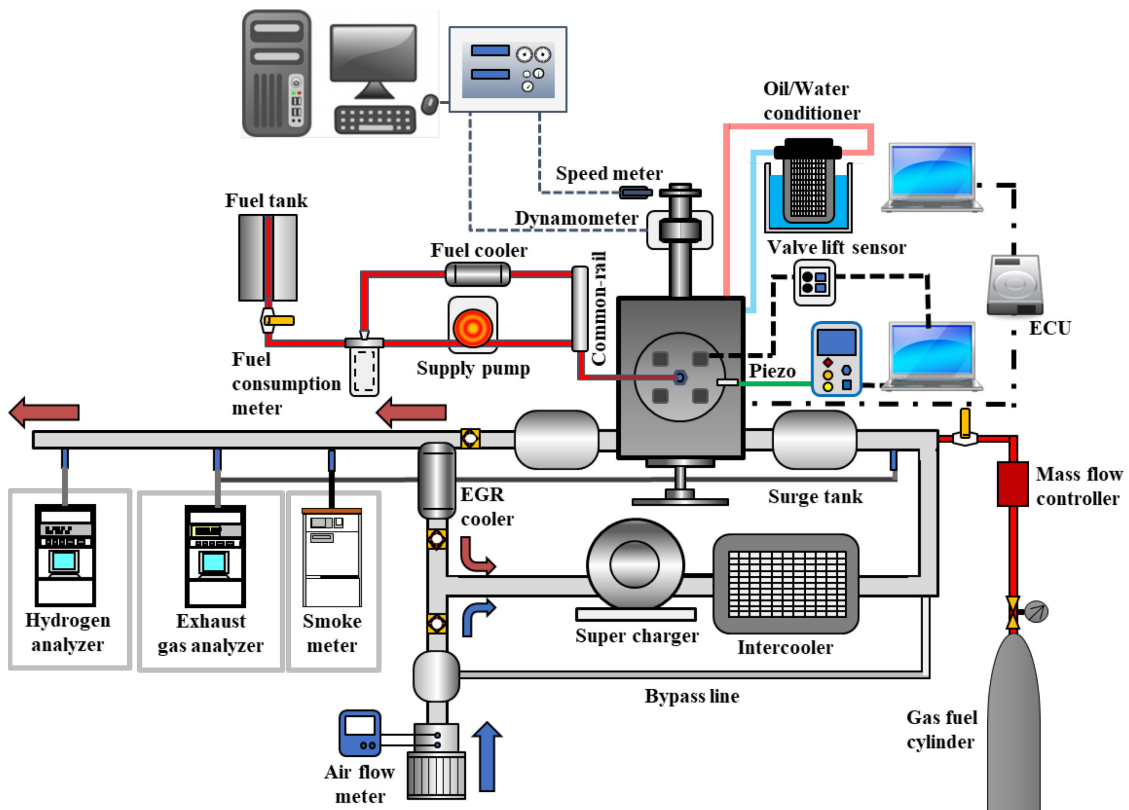 Oil/Water
conditioner
Speed meter
Fuel tank
Dynamometer
Fuel cooler
Valve lift sensor
Common-rail
ECU
Fuel
consumption
meter
Supply pump
Piezo
EGR
cooler
Surge tank
Mass flow
controller
Hydrogen
analyzer
Exhaust
gas analyzer
Smoke
meter
Super charger
Intercooler
Bypass line
Gas fuel
cylinder
Air flow
meter